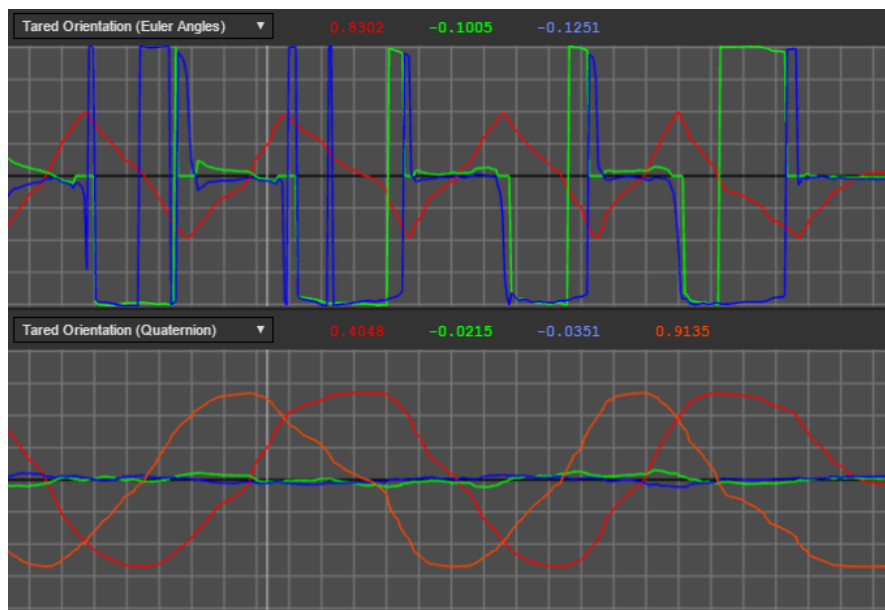 Tared Orientation (Euler Angles) ▼ 0.8302 -0.1005 -0.1251
Tared Orientation (Quaternion) ▼ 0.4048 -0.0215 -0.0351 0.9135